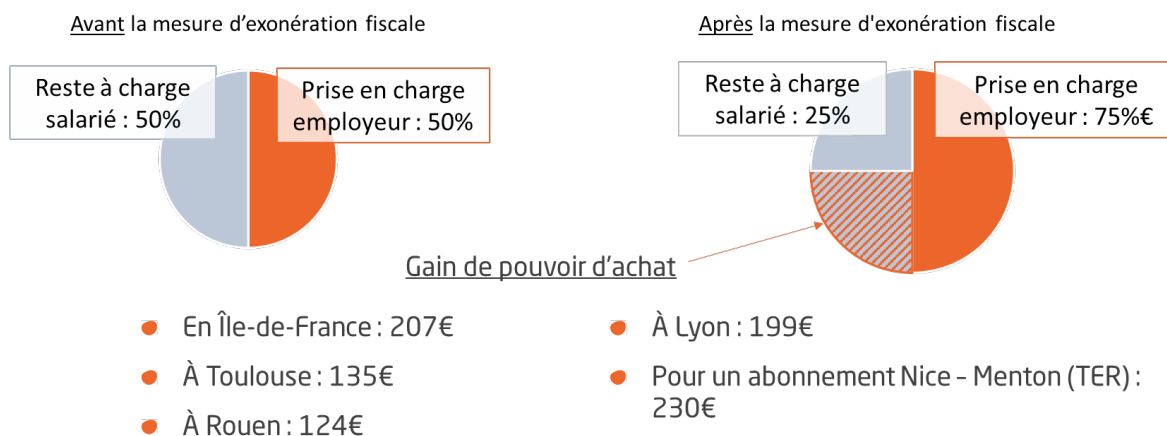 Avant la mesure d’exonération fiscale
Reste à charge
salarié : 50%
Prise en charge
employeur : 50%
Après la mesure d'exonération fiscale
Reste à charge
salarié : 25%
Prise en charge
employeur : 75%€
Gain de pouvoir d’achat
En Île-de-France : 207€
À Toulouse : 135€
À Rouen : 124€
À Lyon : 199€
Pour un abonnement Nice – Menton (TER) :
230€